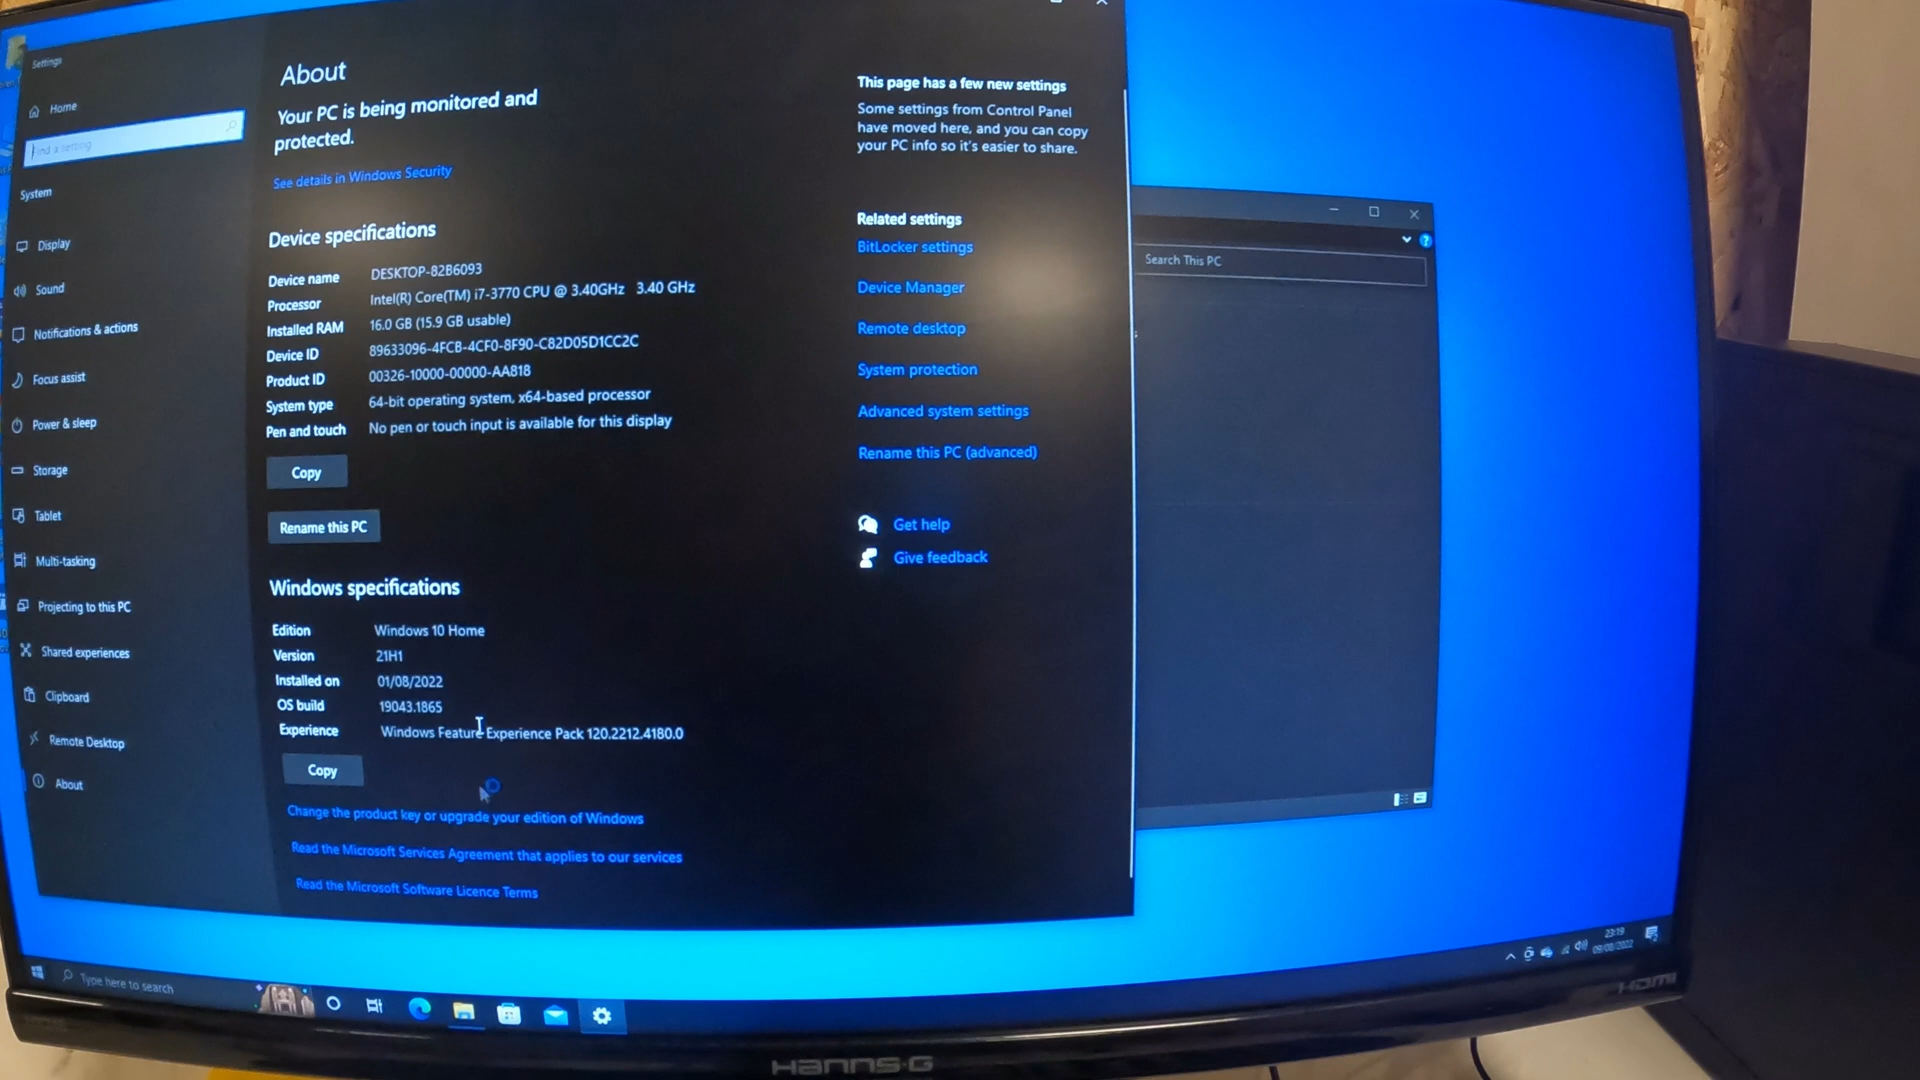 Settings
Home
Find a setting
System
Display
Sound
Notifications & actions
Focus assist
Power & sleep
Storage
Tablet
Multi-tasking
Projecting to this PC
Shared experiences
Clipboard
Remote Desktop
About
About
Your PC is being monitored and
protected.
See details in Windows Security
Device specifications
Device name DESKTOP-82B6093
Processor Intel(R) Core(TM) i7-3770 CPU @ 3.40GHz 3.40 GHz
Installed RAM 16.0 GB (15.9 GB usable)
Device ID 89633096-4FCB-4CF0-8F90-C82D05D1CC2C
Product ID 00326-10000-00000-AA818
System type 64-bit operating system, x64-based processor
Pen and touch No pen or touch input is available for this display
Copy
Rename this PC
Windows specifications
Edition Windows 10 Home
Version 21H1
Installed on 01/08/2022
OS build 19043.1865
Experience Windows Feature Experience Pack 120.2212.4180.0
Copy
Change the product key or upgrade your edition of Windows
Read the Microsoft Services Agreement that applies to our services
Read the Microsoft Software Licence Terms
This page has a few new settings
Some settings from Control Panel
have moved here, and you can copy
your PC info so it's easier to share.
Related settings
BitLocker settings
Device Manager
Remote desktop
System protection
Advanced system settings
Rename this PC (advanced)
Get help
Give feedback
Search This PC
Type here to search
23:19
09/08/2022
HDMI
HANNS-G